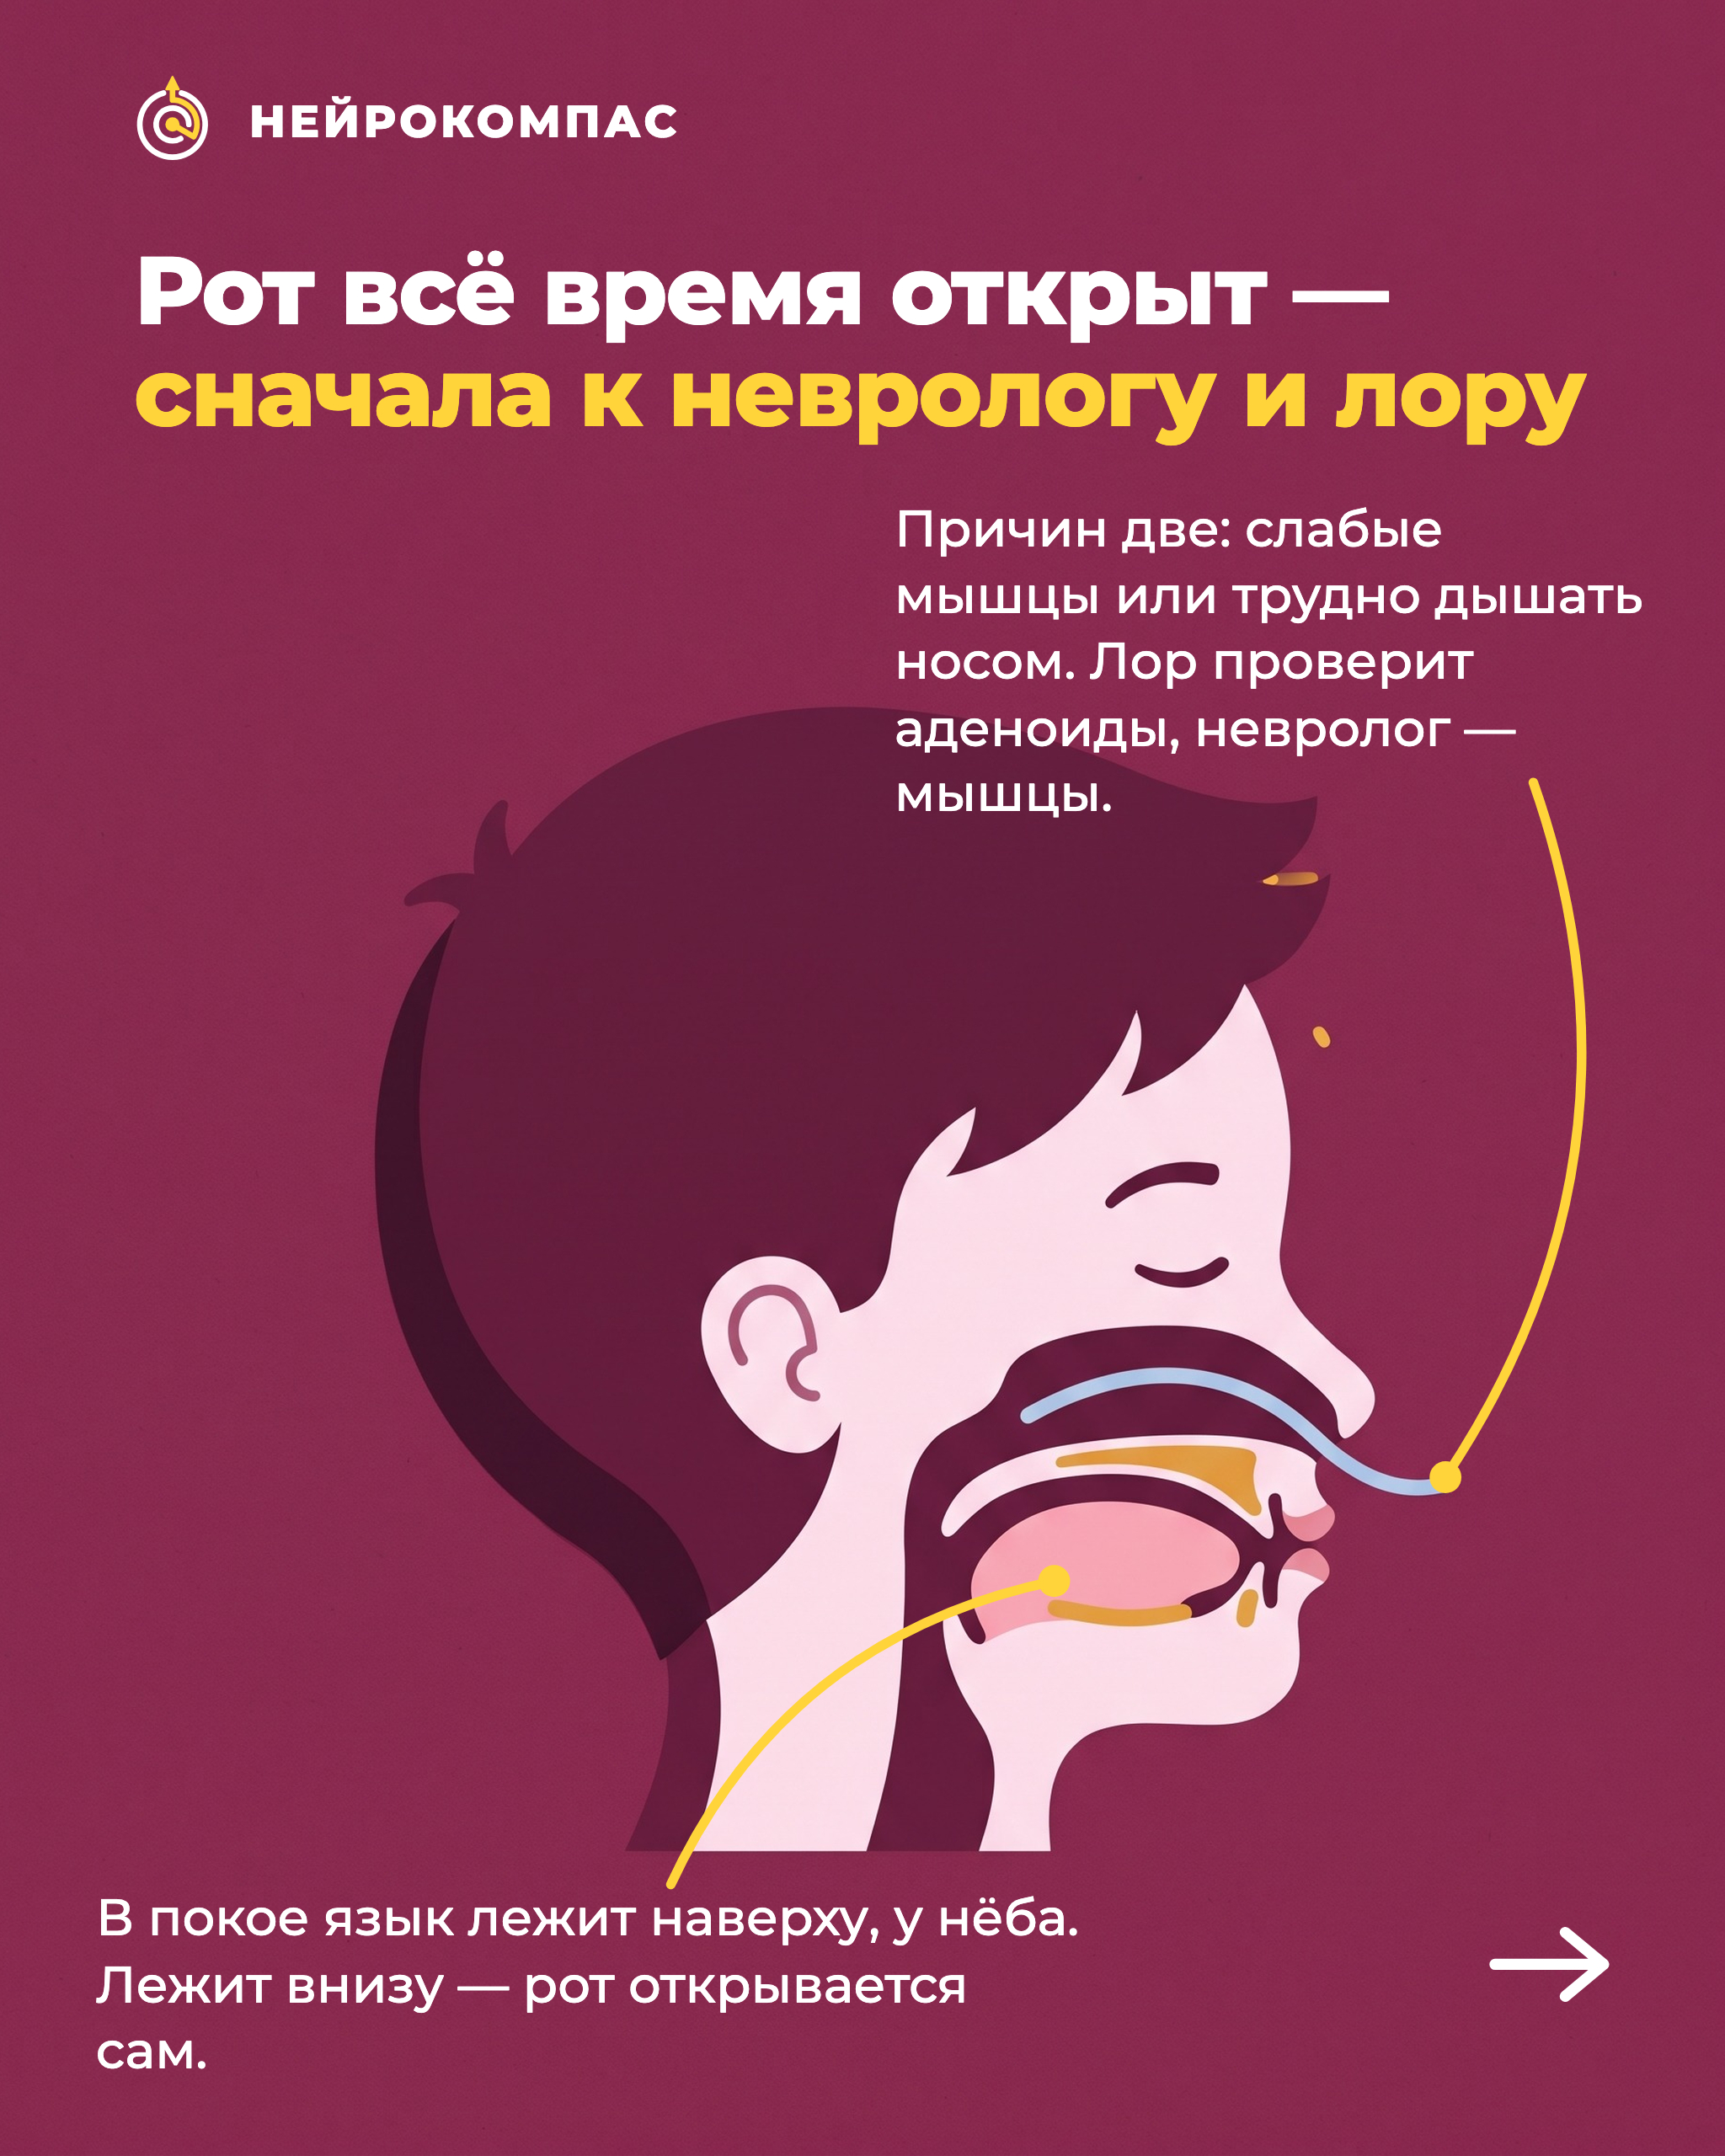 НЕЙРОКОМПАС
Рот всё время открыт —
сначала к неврологу и лору
Причин две: слабые
мышцы или трудно дышать
носом. Лор проверит
аденоиды, невролог —
мышцы.
В покое язык лежит наверху, у нёба.
Лежит внизу — рот открывается
сам.